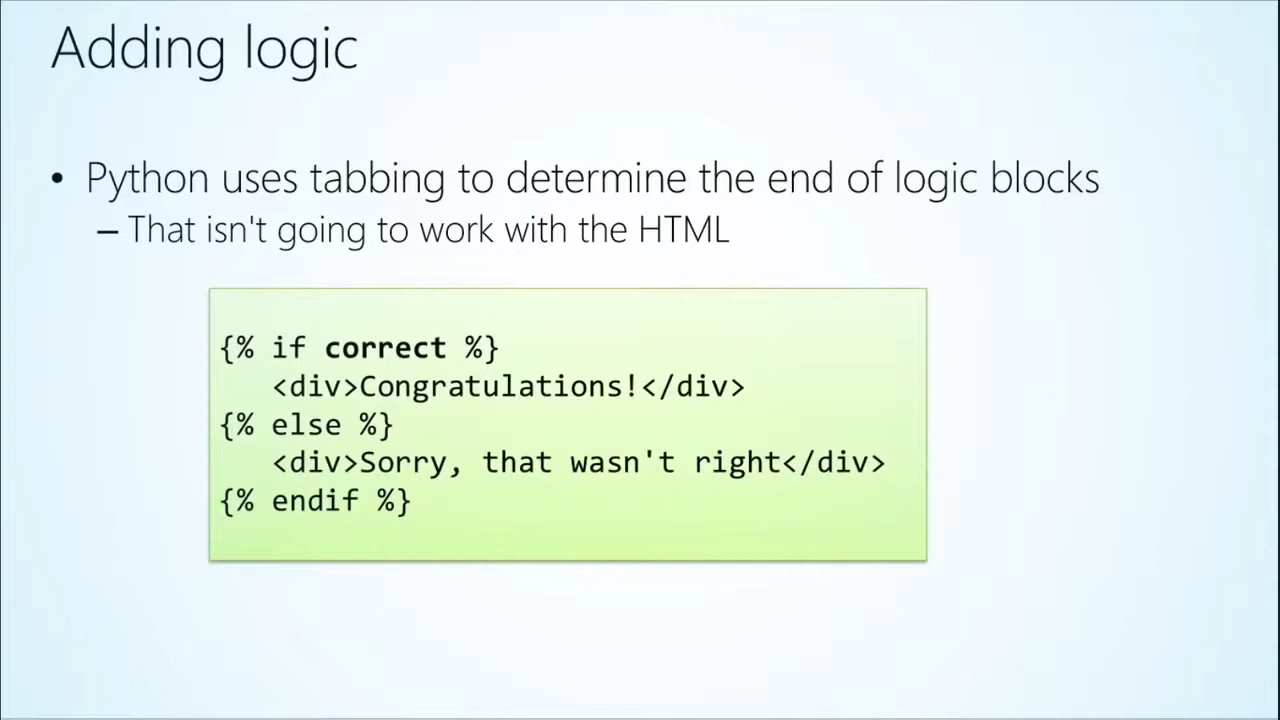 Adding logic
• Python uses tabbing to determine the end of logic blocks
– That isn't going to work with the HTML
{% if correct %}
<div>Congratulations!</div>
{% else %}
<div>Sorry, that wasn't right</div>
{% endif %}